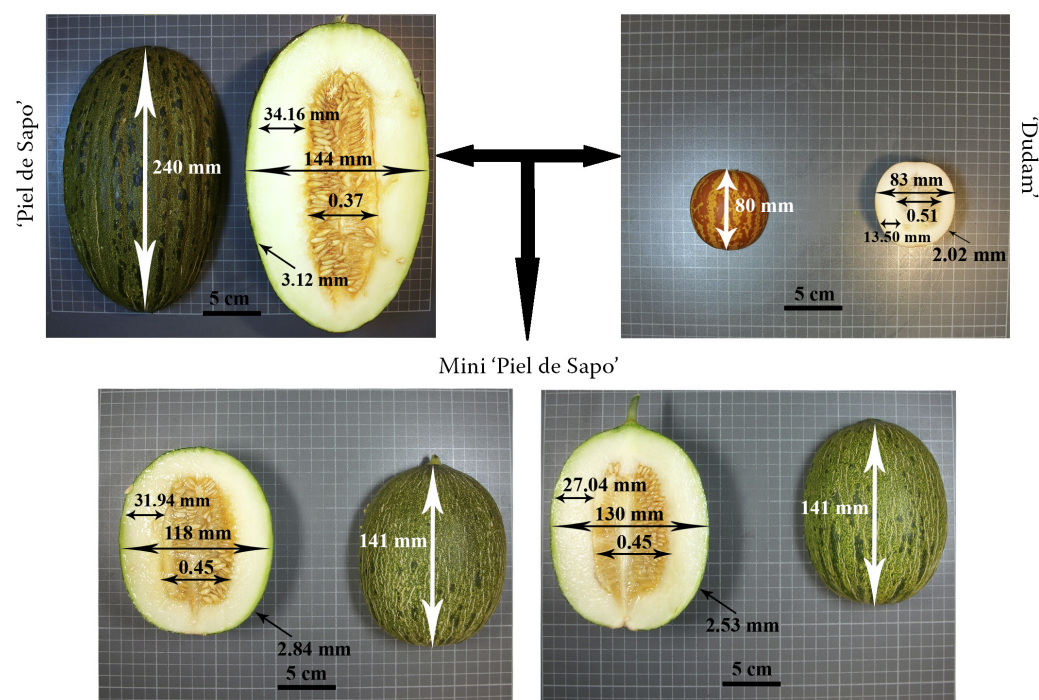 ‘Piel de Sapo’
240 mm
34.16 mm
144 mm
0.37
3.12 mm
5 cm
‘Dudam’
80 mm
83 mm
0.51
13.50 mm
2.02 mm
5 cm
Mini ‘Piel de Sapo’
31.94 mm
118 mm
0.45
2.84 mm
141 mm
5 cm
27.04 mm
130 mm
0.45
2.53 mm
141 mm
5 cm